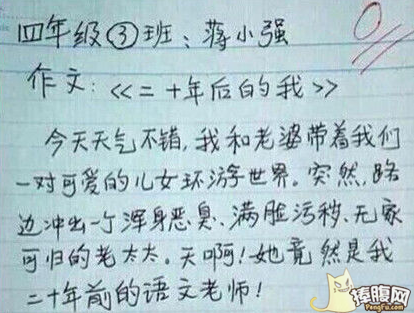 四年级③班：蒋小强
0
作文：<<二十年后的我>>
今天天气不错，我和老婆带着我们
一对可爱的儿女环游世界。突然，路
边冲出一个浑身恶臭、满脸污秽、无家
可归的老太太。天啊！她竟然是我
二十年前的语文老师！
捧腹网
PengFu.com